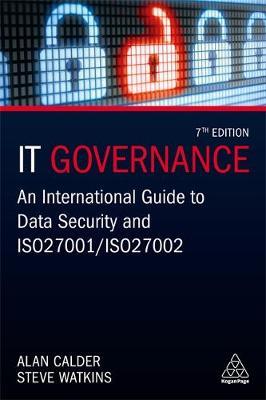 7TH EDITION
IT GOVERNANCE
An International Guide to
Data Security and
ISO27001/ISO27002
ALAN CALDER
STEVE WATKINS
KoganPage